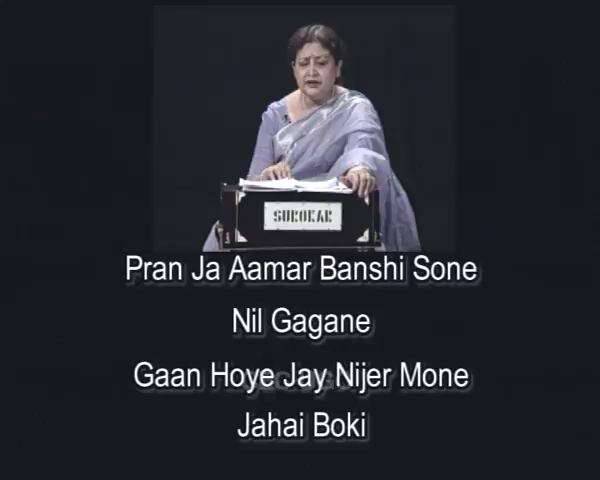 SUROKAR
Pran Ja Aamar Banshi Sone
Nil Gagane
Gaan Hoye Jay Nijer Mone
Jahai Boki